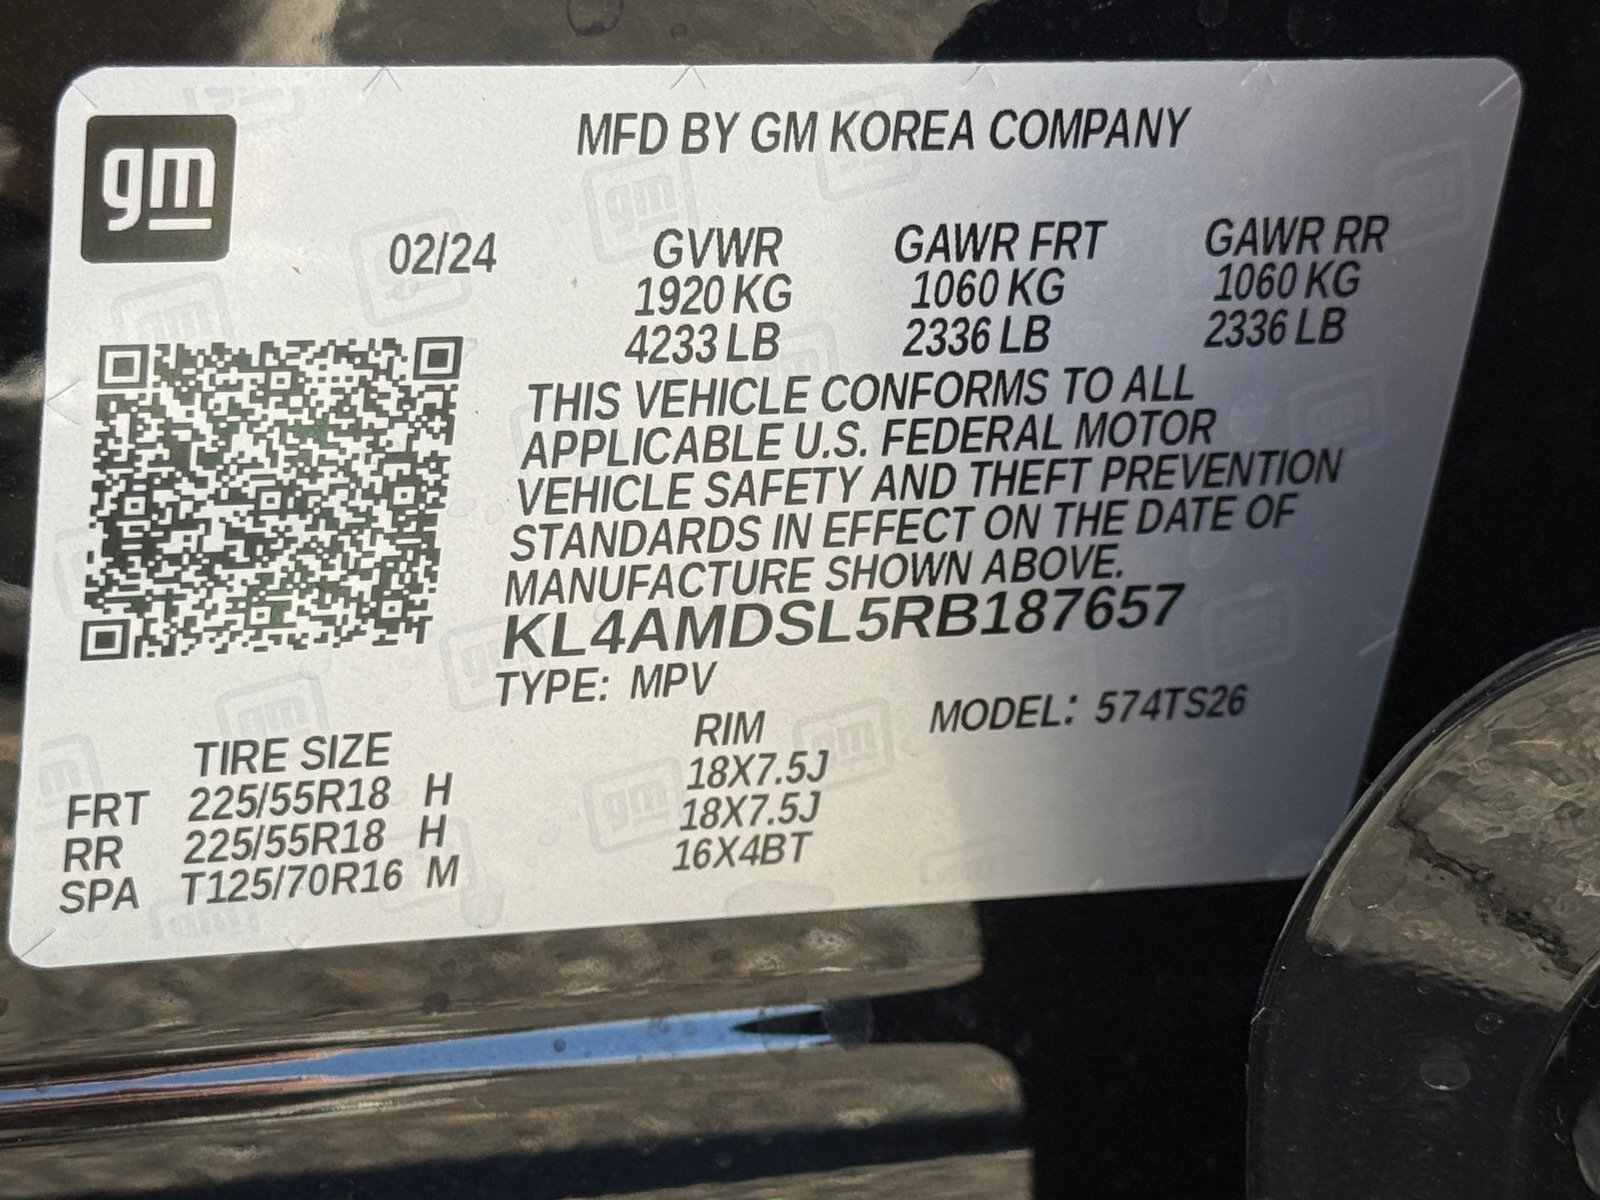 gm
MFD BY GM KOREA COMPANY
02/24
GVWR GAWR FRT GAWR RR
1920 KG 1060 KG 1060 KG
4233 LB 2336 LB 2336 LB
THIS VEHICLE CONFORMS TO ALL
APPLICABLE U.S. FEDERAL MOTOR
VEHICLE SAFETY AND THEFT PREVENTION
STANDARDS IN EFFECT ON THE DATE OF
MANUFACTURE SHOWN ABOVE.
KL4AMDSL5RB187657
TYPE: MPV
MODEL: 574TS26
TIRE SIZE RIM
FRT 225/55R18 H 18X7.5J
RR 225/55R18 H 18X7.5J
SPA T125/70R16 M 16X4BT